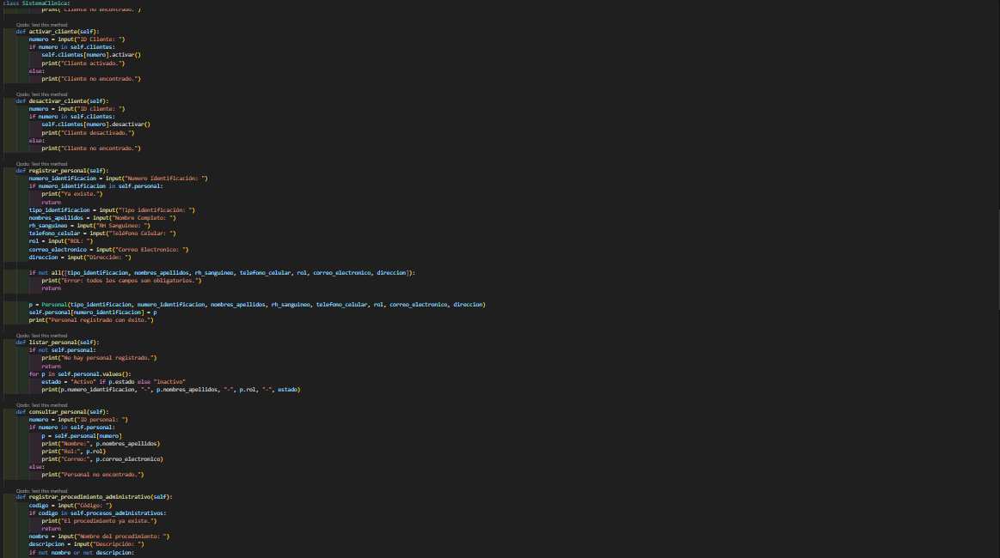 class SistemaClinica:
print("Cliente no encontrado.")
Qodo: Test this method
def activar_cliente(self):
numero = input("ID Cliente: ")
if numero in self.clientes:
self.clientes[numero].activar()
print("Cliente activado.")
else:
print("Cliente no encontrado.")
Qodo: Test this method
def desactivar_cliente(self):
numero = input("ID cliente: ")
if numero in self.clientes:
self.clientes[numero].desactivar()
print("Cliente desactivado.")
else:
print("Cliente no encontrado.")
Qodo: Test this method
def registrar_personal(self):
numero_identificacion = input("Numero Identificación: ")
if numero_identificacion in self.personal:
print("Ya existe.")
return
tipo_identificacion = input("Tipo identificación: ")
nombres_apellidos = input("Nombre Completo: ")
rh_sanguineo = input("RH Sanguineo: ")
telefono_celular = input("Teléfono Celular: ")
rol = input("ROL: ")
correo_electronico = input("Correo Electronico: ")
direccion = input("Dirección: ")
if not all([tipo_identificacion, nombres_apellidos, rh_sanguineo, telefono_celular, rol, correo_electronico, direccion]):
print("Error: todos los campos son obligatorios.")
return
p = Personal(tipo_identificacion, numero_identificacion, nombres_apellidos, rh_sanguineo, telefono_celular, rol, correo_electronico, direccion)
self.personal[numero_identificacion] = p
print("Personal registrado con éxito.")
Qodo: Test this method
def listar_personal(self):
if not self.personal:
print("No hay personal registrado.")
return
for p in self.personal.values():
estado = "Activo" if p.estado else "Inactivo"
print(p.numero_identificacion, "-", p.nombres_apellidos, "-", p.rol, "-", estado)
Qodo: Test this method
def consultar_personal(self):
numero = input("ID personal: ")
if numero in self.personal:
p = self.personal[numero]
print("Nombre:", p.nombres_apellidos)
print("Rol:", p.rol)
print("Correo:", p.correo_electronico)
else:
print("Personal no encontrado.")
Qodo: Test this method
def registrar_procedimiento_administrativo(self):
codigo = input("Código: ")
if codigo in self.procesos_administrativos:
print("El procedimiento ya existe.")
return
nombre = input("Nombre del procedimiento: ")
descripcion = input("Descripción: ")
if not nombre or not descripcion: